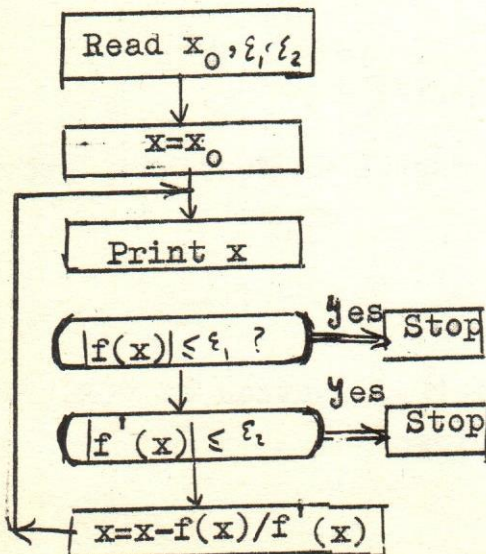 Read x₀, ε₁, ε₂
x=x₀
Print x
|f(x)| ≤ ε₁ ?
Yes
Stop
|f'(x)| ≤ ε₂
Yes
Stop
x=x-f(x)/f'(x)